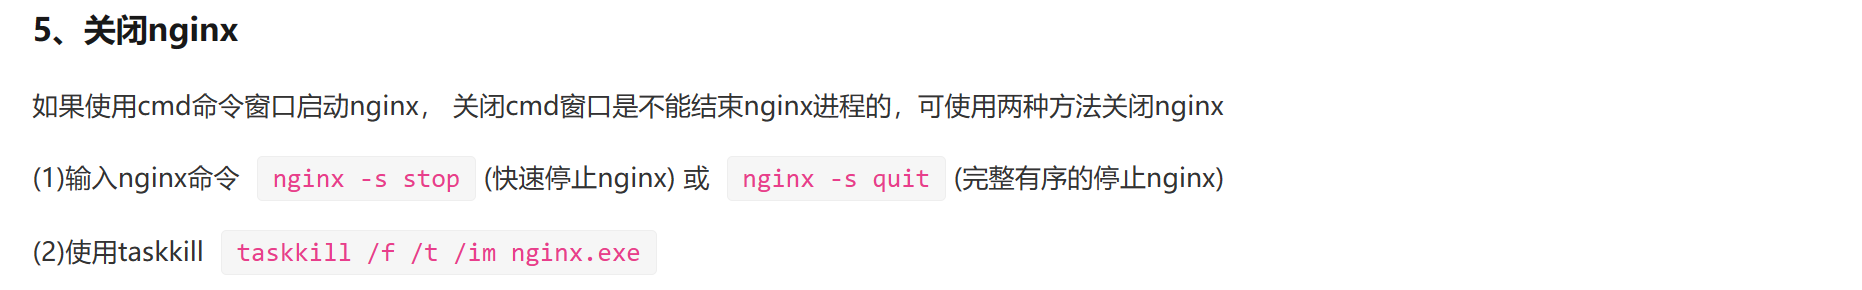 5、关闭nginx
如果使用cmd命令窗口启动nginx， 关闭cmd窗口是不能结束nginx进程的，可使用两种方法关闭nginx
(1)输入nginx命令 nginx -s stop (快速停止nginx) 或 nginx -s quit (完整有序的停止nginx)
(2)使用taskkill taskkill /f /t /im nginx.exe